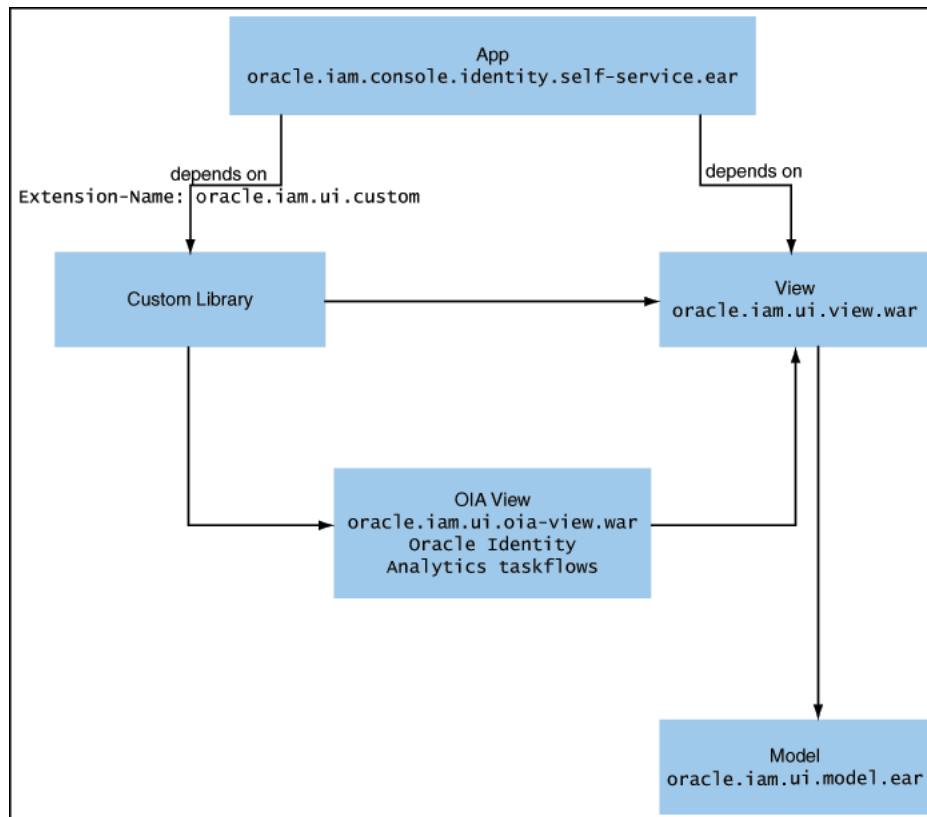 App
oracle.iam.console.identity.self-service.ear
depends on
depends on
Extension-Name: oracle.iam.ui.custom
Custom Library
View
oracle.iam.ui.view.war
OIA View
oracle.iam.ui.oia-view.war
Oracle Identity
Analytics taskflows
Model
oracle.iam.ui.model.ear